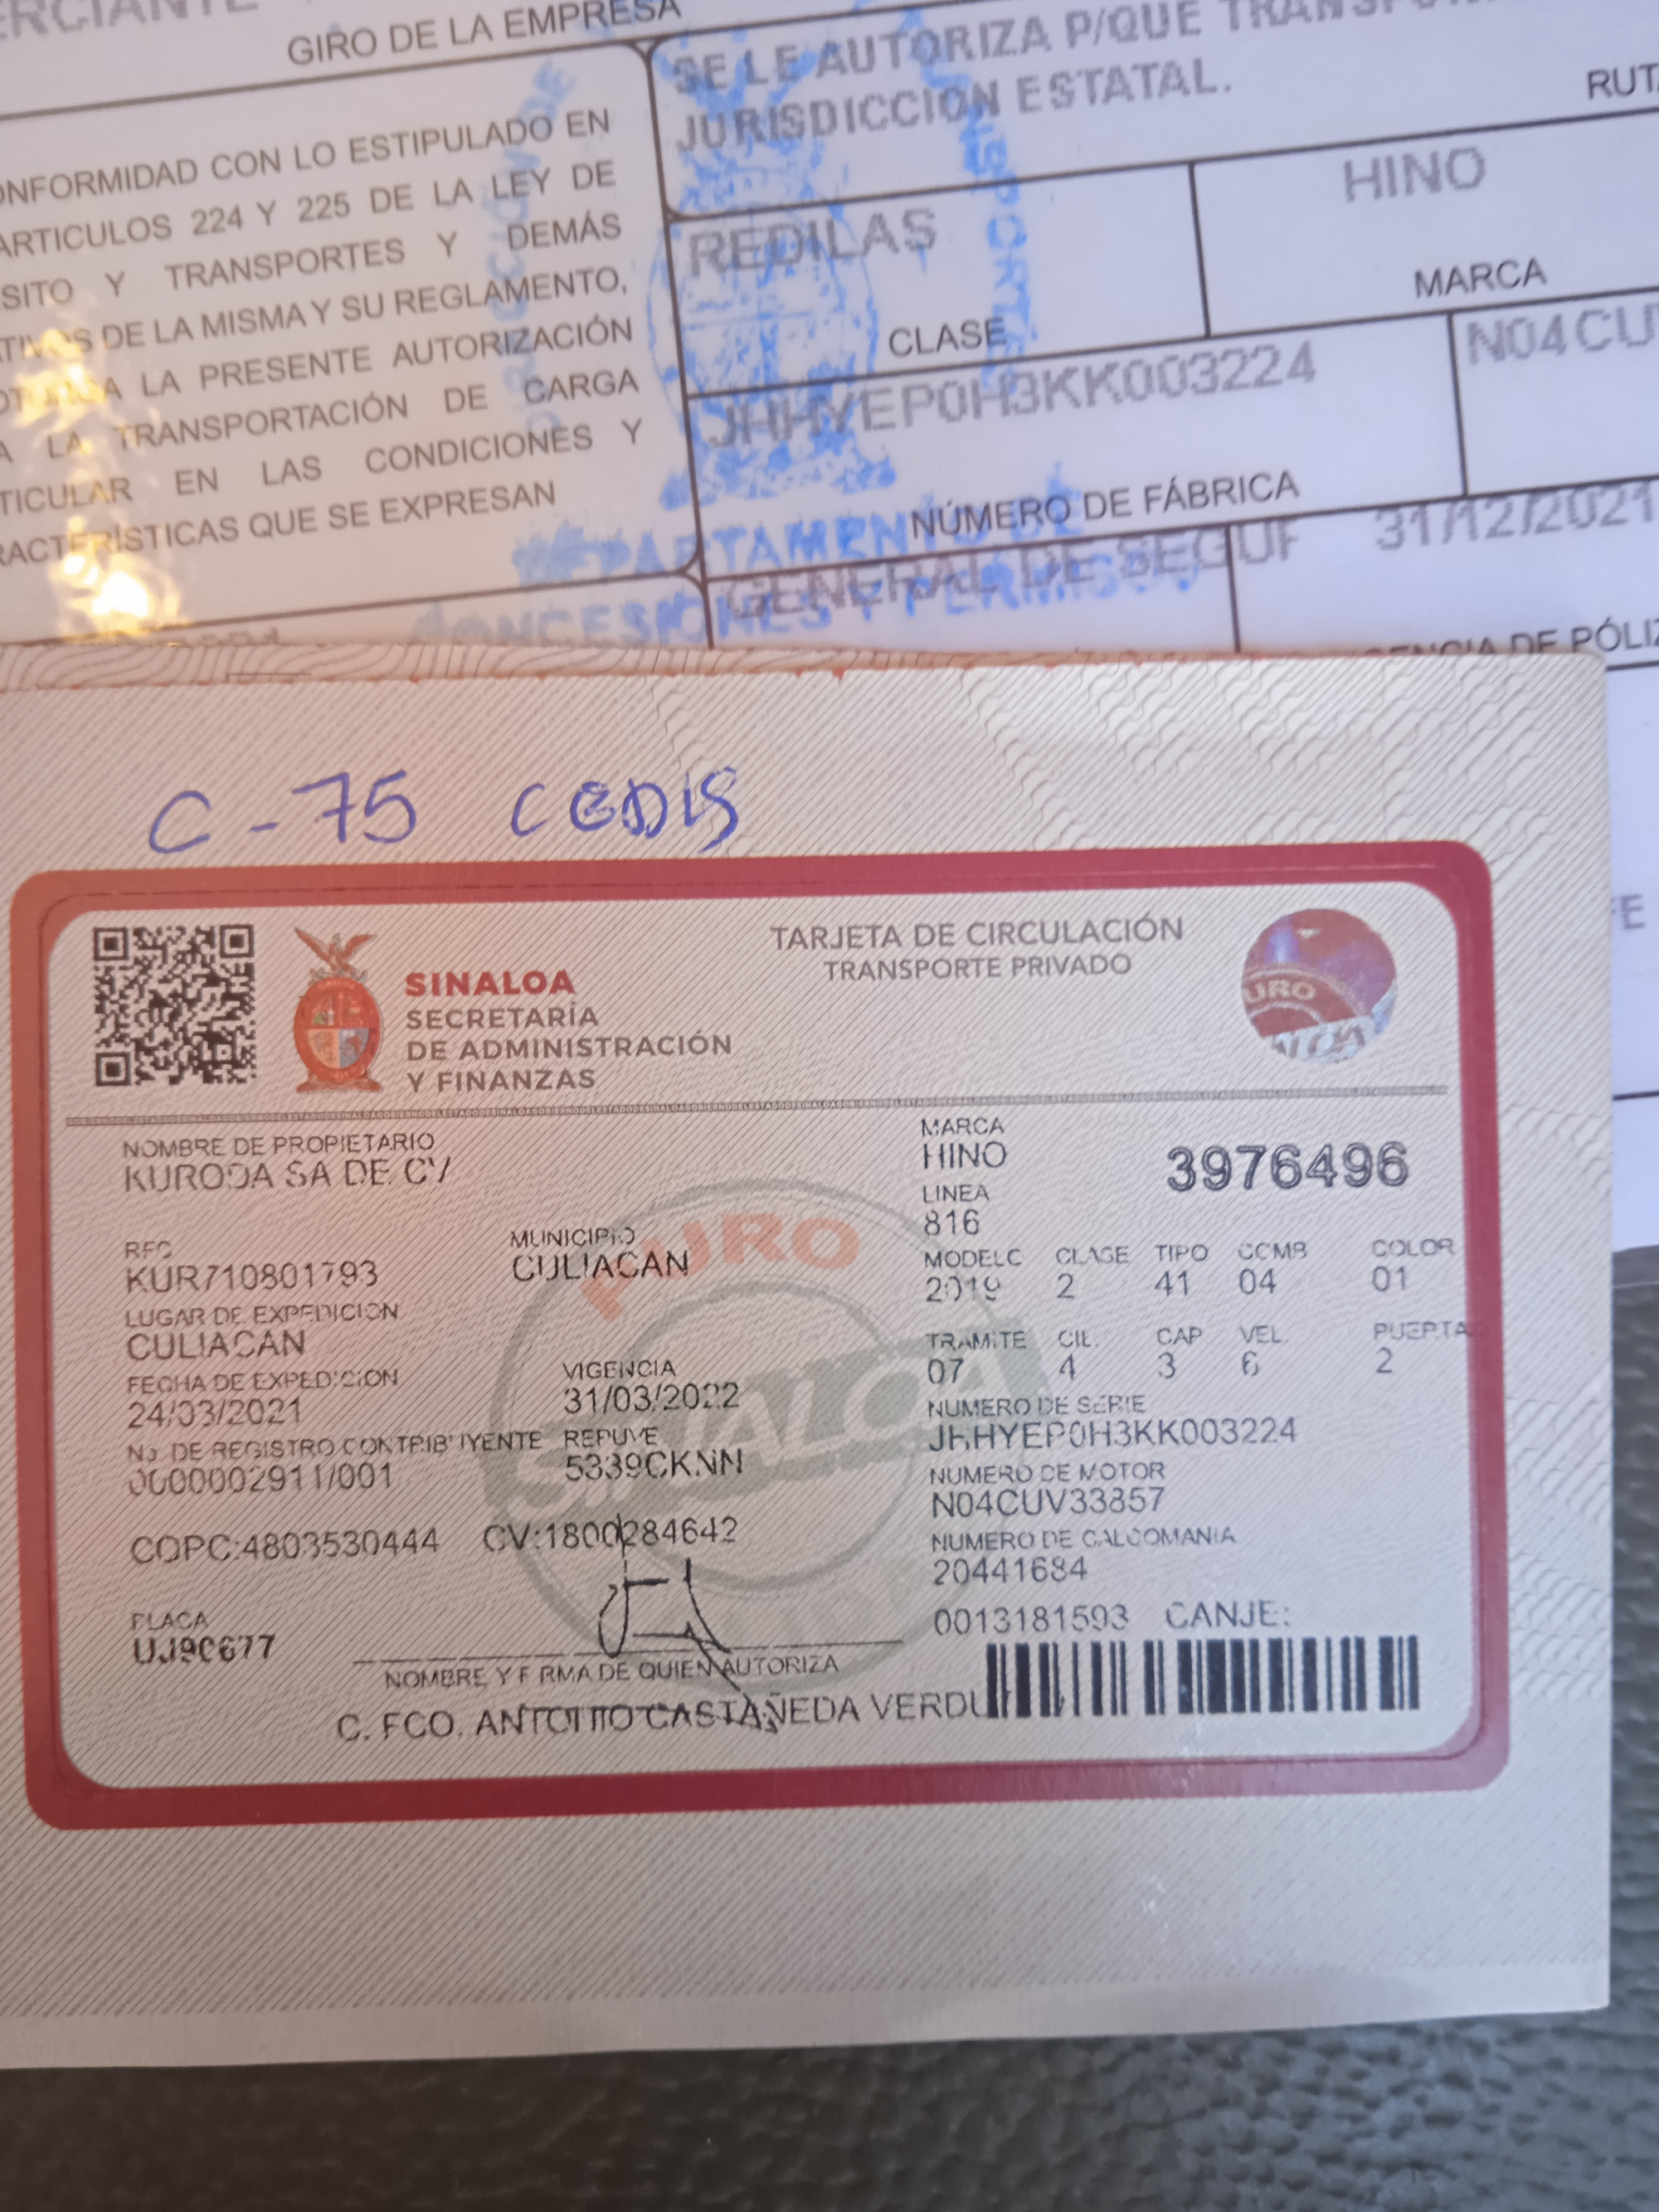 GIRO DE LA EMPRESA
SE LE AUTORIZA P/QUE
JURISDICCION ESTATAL.
CON LO ESTIPULADO EN
ARTICULOS 224 Y 225 DE LA LEY DE
Y TRANSPORTES Y DEMÁS
DE LA MISMA Y SU REGLAMENTO,
LA PRESENTE AUTORIZACIÓN
LA TRANSPORTACIÓN DE CARGA
EN LAS CONDICIONES Y
QUE SE EXPRESAN
REDILAS
CLASE
HINO
MARCA
JHHYEP0H3KK003224
NÚMERO DE FÁBRICA
N04CU
GENERAL DE SEGUF
31/12/2021
DE
CONCESIONES Y PERMISOS
C-75 CEDIS
SINALOA
SECRETARÍA
DE ADMINISTRACIÓN
Y FINANZAS
TARJETA DE CIRCULACIÓN
TRANSPORTE PRIVADO
NOMBRE DE PROPIETARIO
KURODA SA DE CV
RFC
KUR710801793
MUNICIPIO
CULIACAN
LUGAR DE EXPEDICION
CULIACAN
FECHA DE EXPEDICION
24/03/2021
VIGENCIA
31/03/2022
No DE REGISTRO CONTRIBUYENTE REPUVE
0000002911/001 5339CKNN
COPC:4803530444 CV:1800284642
PLACA
UJ90677
NOMBRE Y FIRMA DE QUIEN AUTORIZA
C. FCO. ANTONIO CASTAÑEDA VERDU
MARCA
HINO
3976496
LINEA
816
MODELO CLASE TIPO COMB COLOR
2019 2 41 04 01
TRAMITE CIL. CAP VEL. PUERTA
07 4 3 6 2
NUMERO DE SERIE
JHHYEP0H3KK003224
NUMERO DE MOTOR
N04CUV33857
NUMERO DE CALCOMANIA
20441684
0013181593 CANJE:
PURO
SINALOA